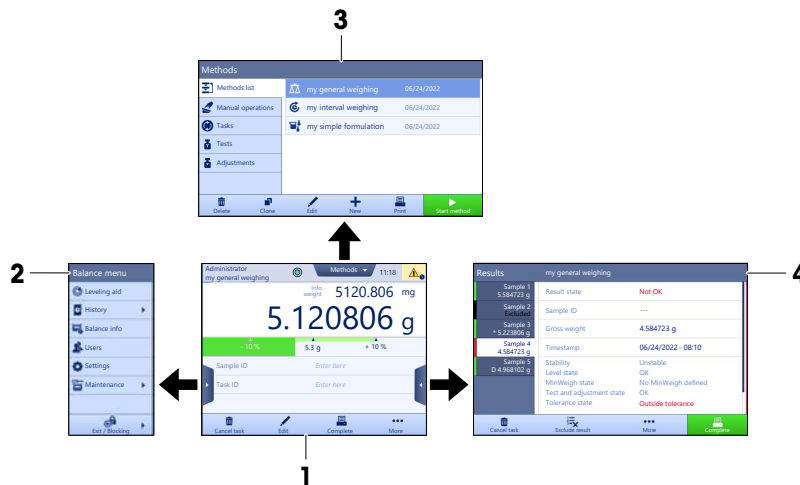 3
Methods
Methods list
my general weighing 06/24/2022
Manual operations
my interval weighing 06/24/2022
Tasks
my simple formulation 06/24/2022
Tests
Adjustments
Delete Clone Edit New Print Start method
2
Balance menu
Leveling aid
History
Balance info
Users
Settings
Maintenance
Exit / Blocking
Administrator
my general weighing
Methods 11:18
Info weight 5120.806 mg
5.120806 g
- 10 % 5.3 g + 10 %
Sample ID Enter here
Task ID Enter here
Cancel task Edit Complete More
1
4
Results my general weighing
Sample 1
5.584723 g
Sample 2
Excluded
Sample 3
* 5.223806 g
Sample 4
4.584723 g
Sample 5
D 4.968102 g
Result state Not OK
Sample ID ---
Gross weight 4.584723 g
Timestamp 06/24/2022 - 08:10
Stability Unstable
Level state OK
MinWeigh state No MinWeigh defined
Test and adjustment state OK
Tolerance state Outside tolerance
Cancel task Exclude result More Complete